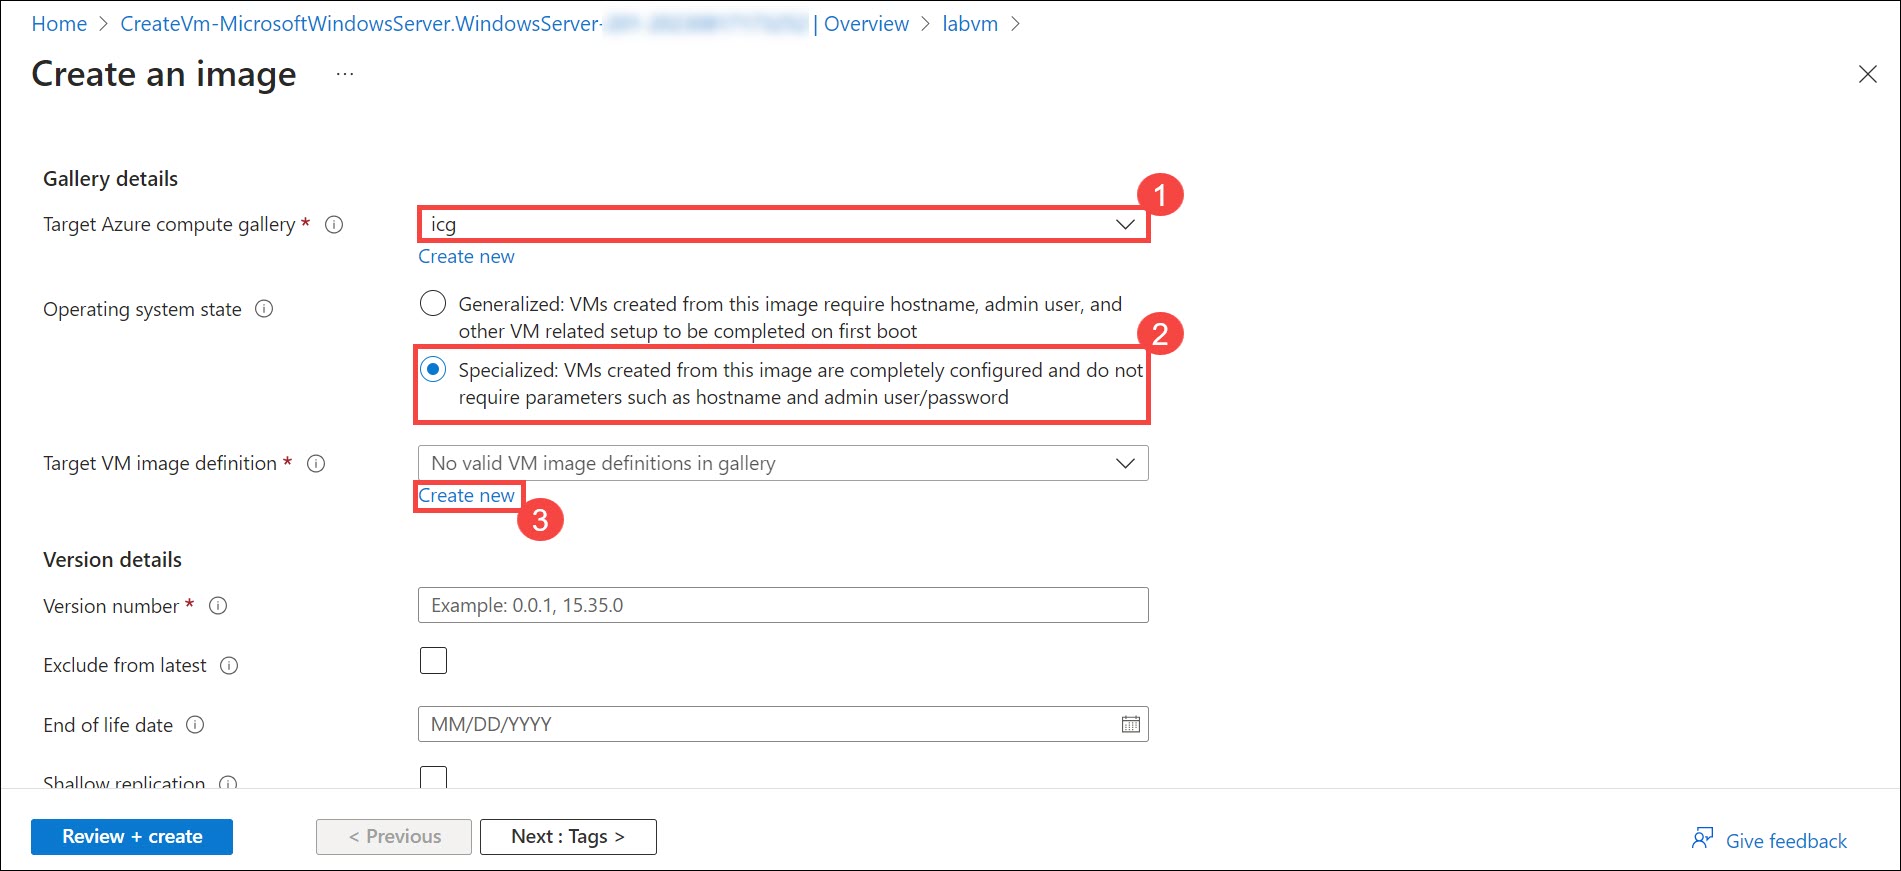 Home > CreateVm-MicrosoftWindowsServer.WindowsServer- | Overview > labvm >
Create an image ...
Gallery details
1
Target Azure compute gallery *
icg
Create new
Operating system state
Generalized: VMs created from this image require hostname, admin user, and
other VM related setup to be completed on first boot
2
Specialized: VMs created from this image are completely configured and do not
require parameters such as hostname and admin user/password
Target VM image definition *
No valid VM image definitions in gallery
Create new
3
Version details
Version number *
Example: 0.0.1, 15.35.0
Exclude from latest
End of life date
MM/DD/YYYY
Shallow replication
Review + create
< Previous
Next : Tags >
Give feedback